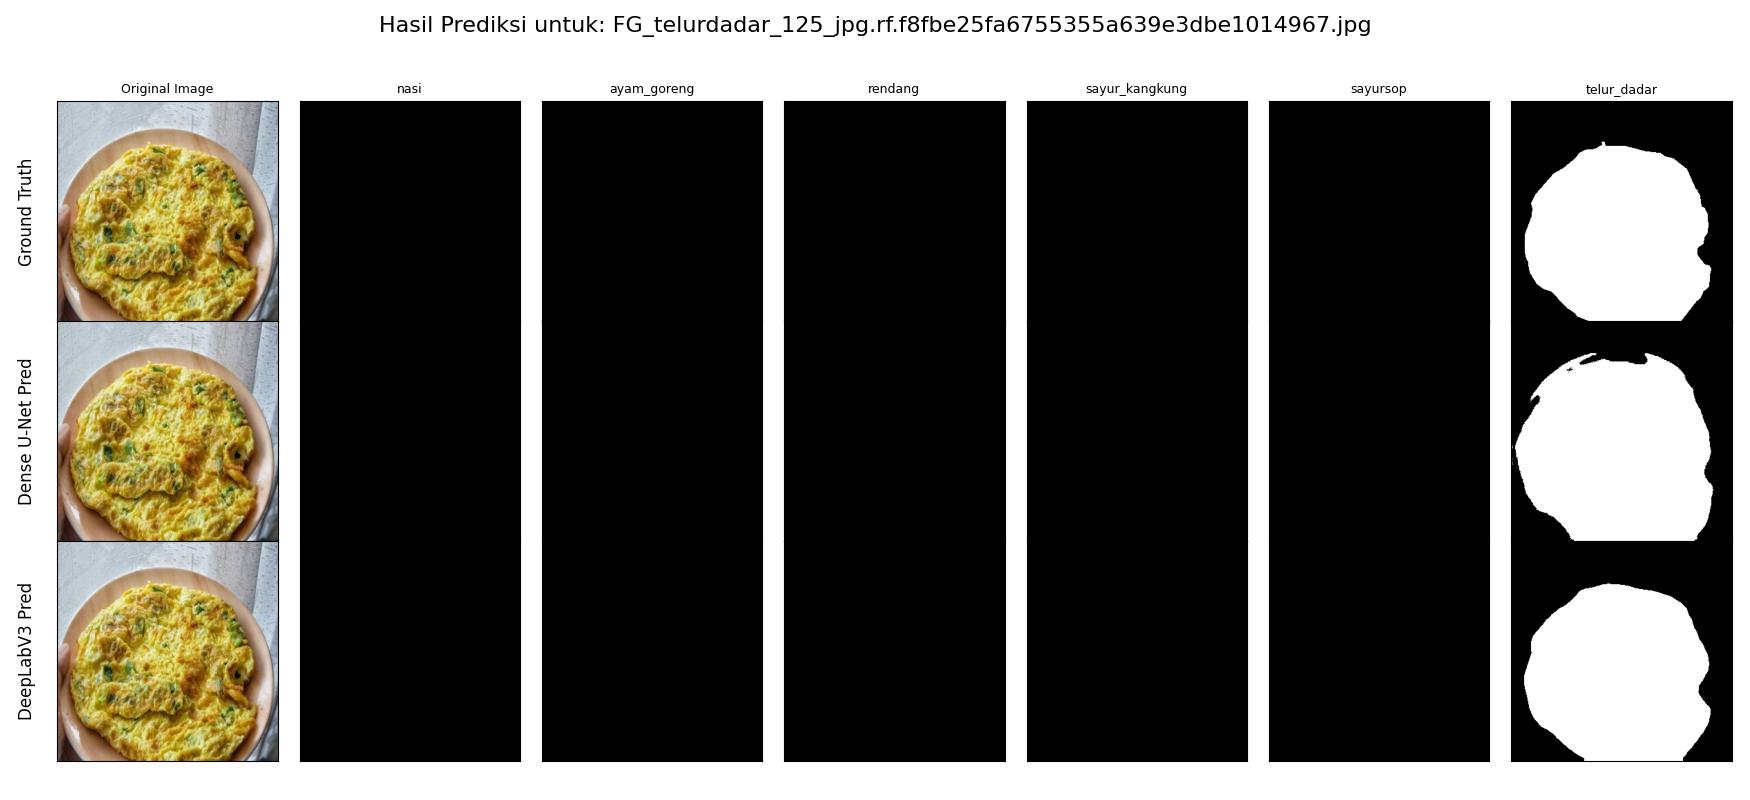 Hasil Prediksi untuk: FG_telurdadar_125_jpg.rf.f8fbe25fa6755355a639e3dbe1014967.jpg
Original Image
nasi
ayam_goreng
rendang
sayur_kangkung
sayursop
telur_dadar
Ground Truth
Dense U-Net Pred
DeepLabV3 Pred